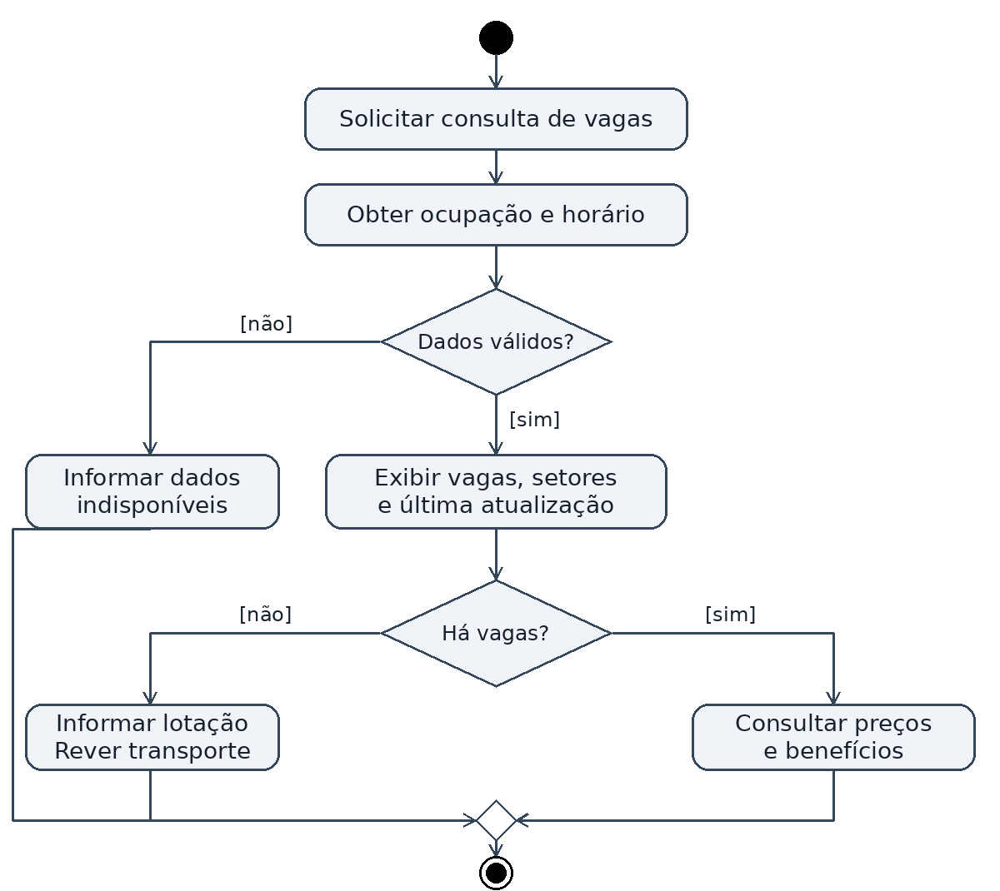 Solicitar consulta de vagas
Obter ocupação e horário
Dados válidos?
[não]
[sim]
Informar dados
indisponíveis
Exibir vagas, setores
e última atualização
Há vagas?
[não]
[sim]
Informar lotação
Rever transporte
Consultar preços
e benefícios